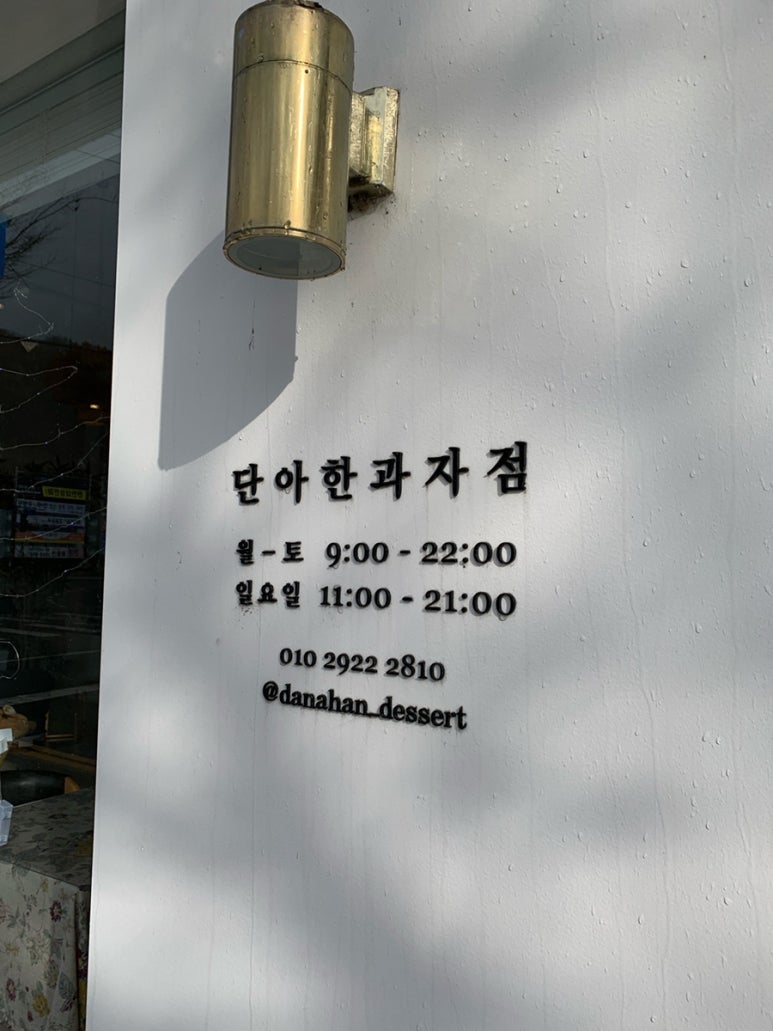 단아한과자점
월-토 9:00 - 22:00
일요일 11:00 - 21:00
010 2922 2810
@danahan_dessert